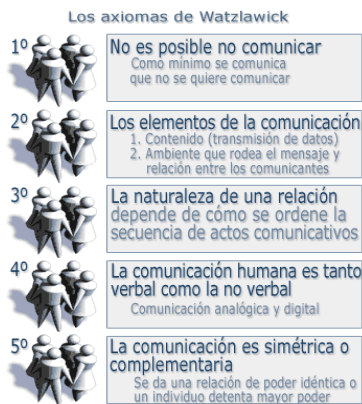 Los axiomas de Watzlawick
1º
No es posible no comunicar
Como mínimo se comunica
que no se quiere comunicar
2º
Los elementos de la comunicación
1. Contenido (transmisión de datos)
2. Ambiente que rodea el mensaje y
relación entre los comunicantes
3º
La naturaleza de una relación
depende de cómo se ordene la
secuencia de actos comunicativos
4º
La comunicación humana es tanto
verbal como la no verbal
Comunicación analógica y digital
5º
La comunicación es simétrica o
complementaria
Se da una relación de poder idéntica o
un individuo detenta mayor poder